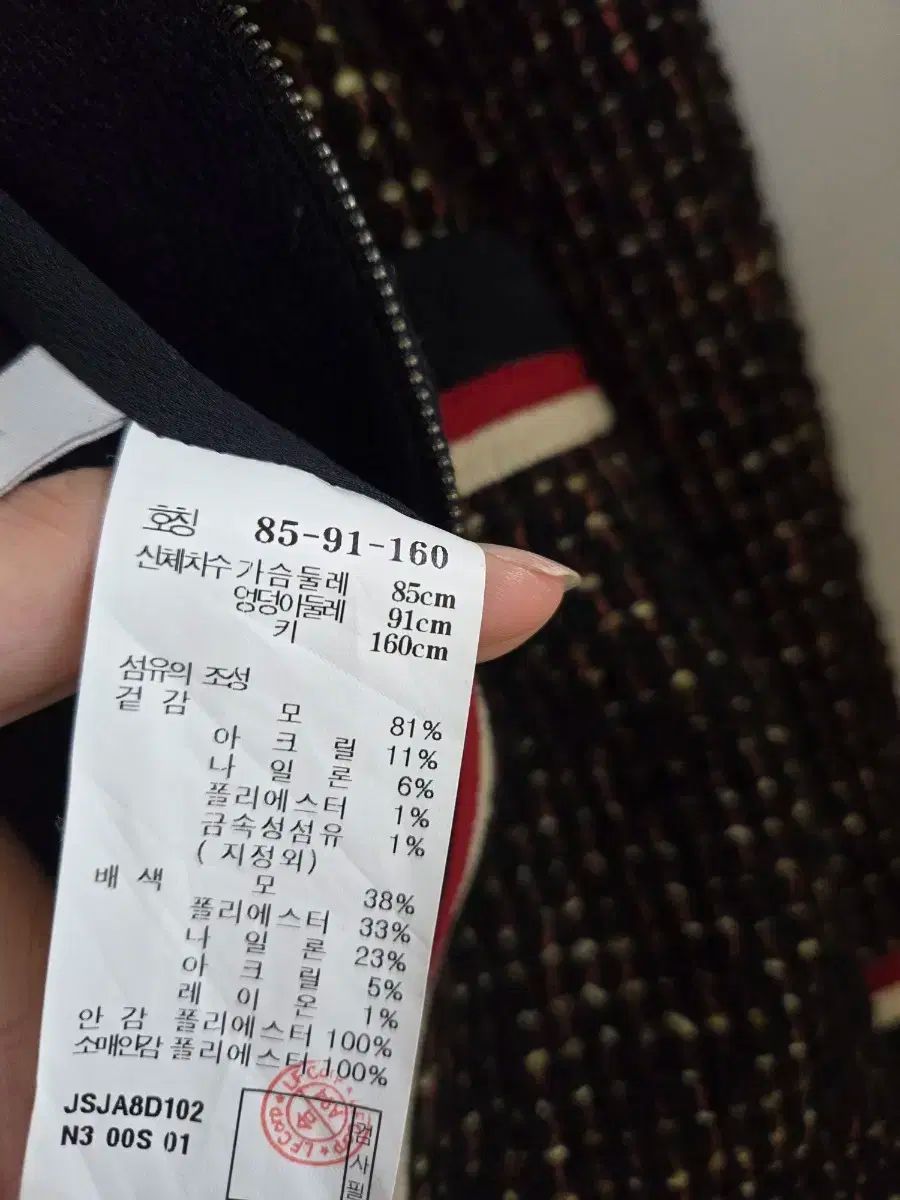 호칭 85-91-160
신체치수 가슴둘레 85cm
엉덩이둘레 91cm
키 160cm
섬유의 조성
겉감 모 81%
아크릴 11%
나일론 6%
폴리에스터 1%
금속성섬유 1%
(지정외)
배색 모 38%
폴리에스터 33%
나일론 23%
아크릴 5%
레이온 1%
안감 폴리에스터 100%
소매안감 폴리에스터 100%
JSJA8D102
N3 00S 01
LF Corp
검사필